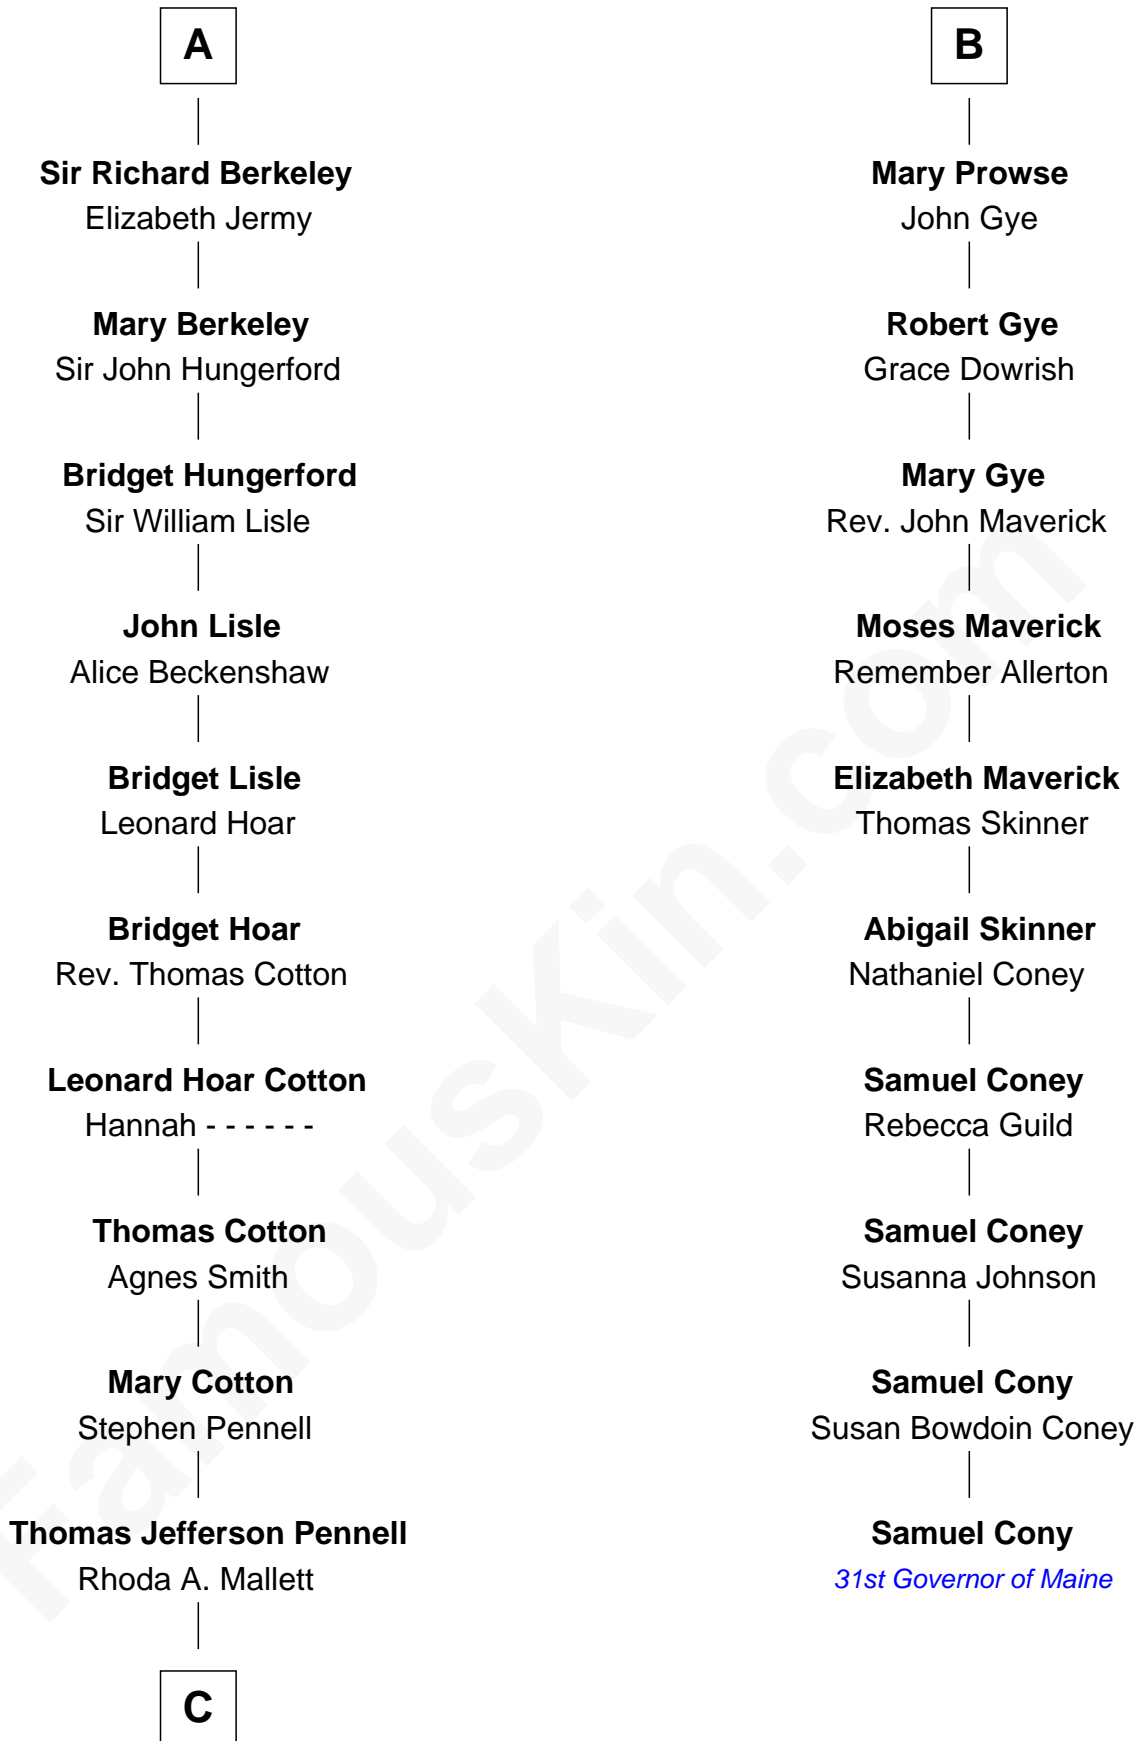 A
Sir Richard Berkeley
Elizabeth Jermy
Mary Berkeley
Sir John Hungerford
Bridget Hungerford
Sir William Lisle
John Lisle
Alice Beckenshaw
Bridget Lisle
Leonard Hoar
Bridget Hoar
Rev. Thomas Cotton
Leonard Hoar Cotton
Hannah - - - - - -
Thomas Cotton
Agnes Smith
Mary Cotton
Stephen Pennell
Thomas Jefferson Pennell
Rhoda A. Mallett
C
B
Mary Prowse
John Gye
Robert Gye
Grace Dowrish
Mary Gye
Rev. John Maverick
Moses Maverick
Remember Allerton
Elizabeth Maverick
Thomas Skinner
Abigail Skinner
Nathaniel Coney
Samuel Coney
Rebecca Guild
Samuel Coney
Susanna Johnson
Samuel Cony
Susan Bowdoin Coney
Samuel Cony
31st Governor of Maine
FamousKin.com